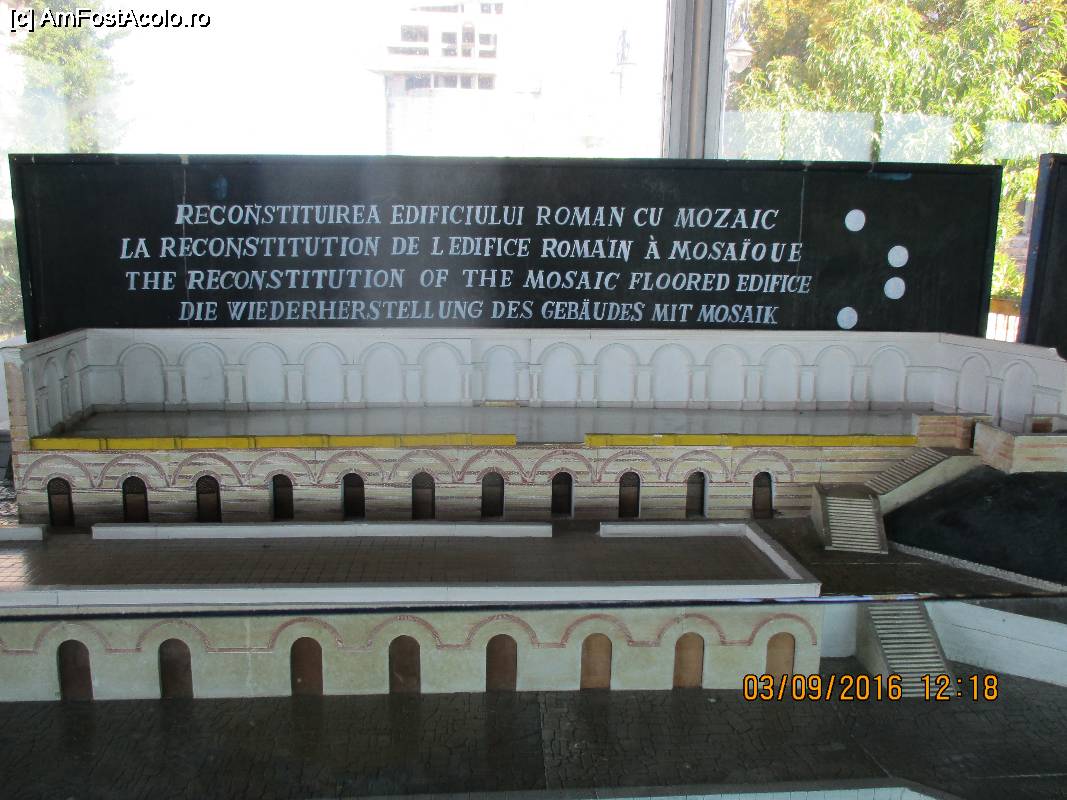 [c] AmFostAcolo.ro
RECONSTITUIREA EDIFICIULUI ROMAN CU MOZAIC
LA RECONSTITUTION DE L'EDIFICE ROMAIN À MOSAÏQUE
THE RECONSTITUTION OF THE MOSAIC FLOORED EDIFICE
DIE WIEDERHERSTELLUNG DES GEBÄUDES MIT MOSAIK
03/09/2016 12:18